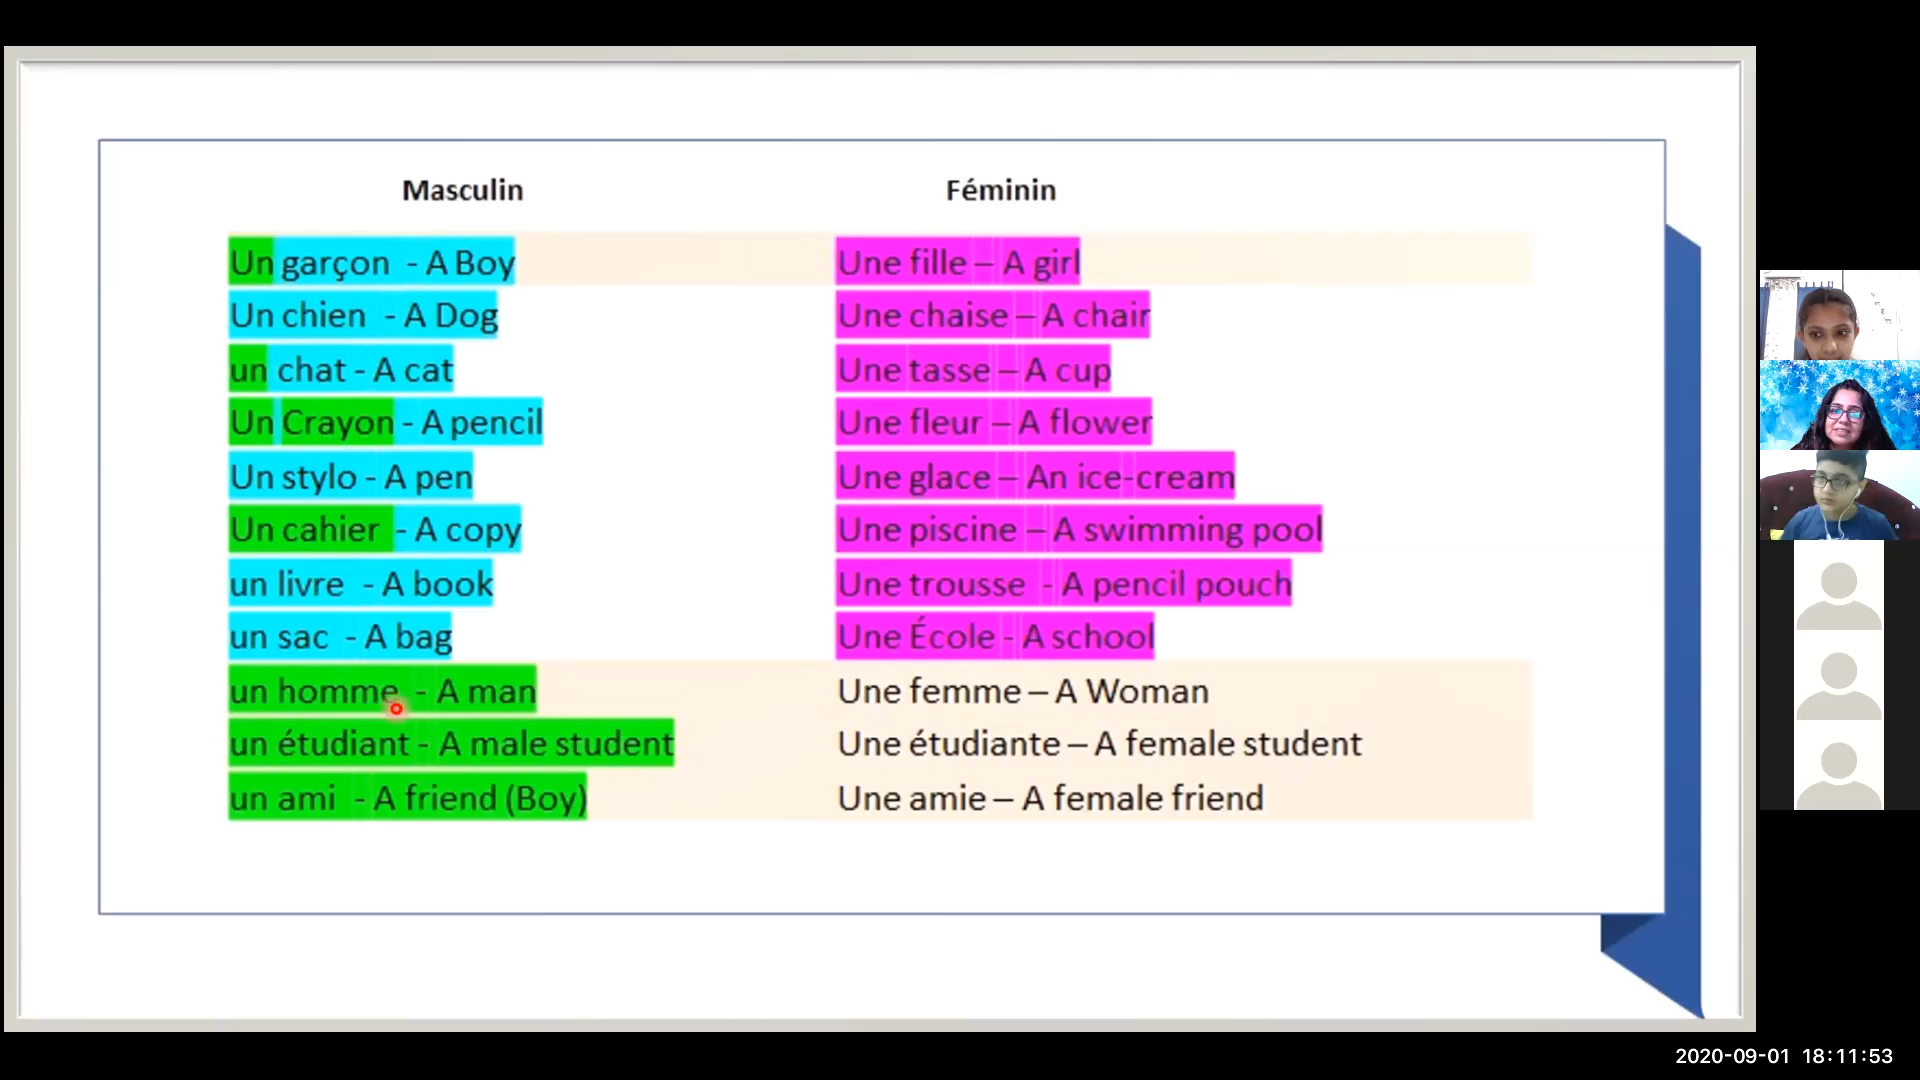 Masculin Féminin
Un garçon - A Boy Une fille – A girl
Un chien - A Dog Une chaise – A chair
un chat - A cat Une tasse – A cup
Un Crayon - A pencil Une fleur – A flower
Un stylo - A pen Une glace – An ice-cream
Un cahier - A copy Une piscine – A swimming pool
un livre - A book Une trousse - A pencil pouch
un sac - A bag Une École - A school
un homme - A man Une femme – A Woman
un étudiant - A male student Une étudiante – A female student
un ami - A friend (Boy) Une amie – A female friend
2020-09-01 18:11:53